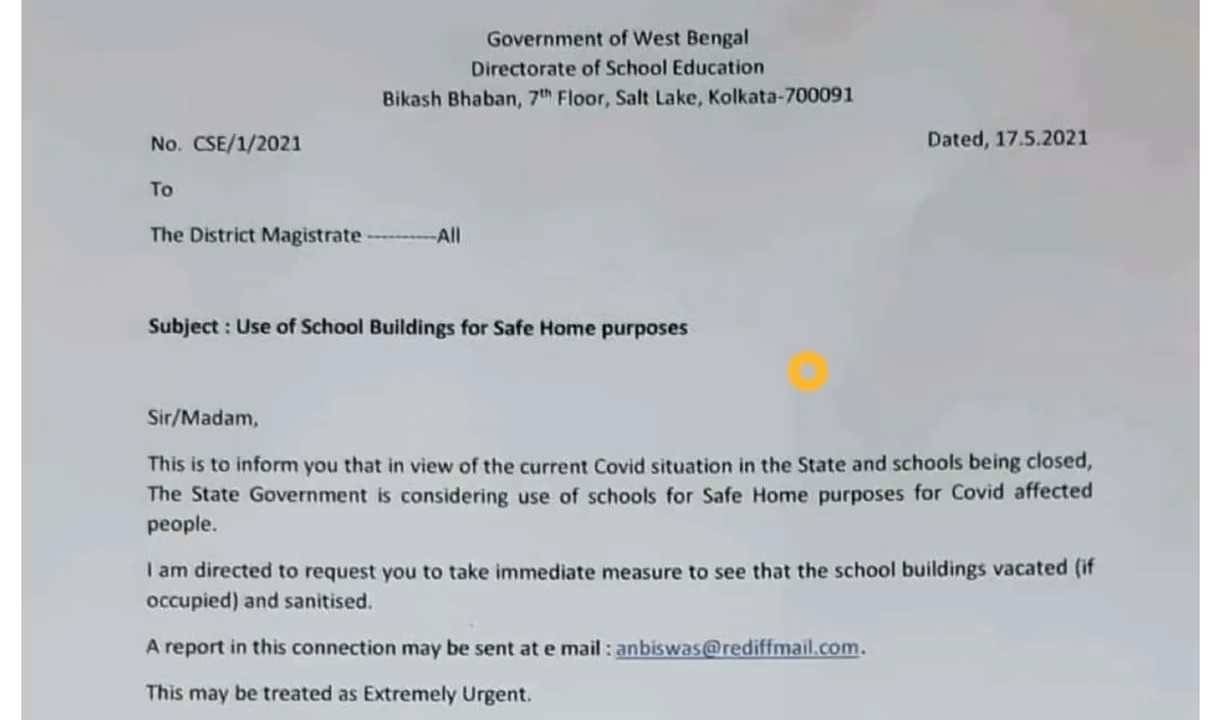 Government of West Bengal
Directorate of School Education
Bikash Bhaban, 7th Floor, Salt Lake, Kolkata-700091
No. CSE/1/2021
Dated, 17.5.2021
To
The District Magistrate ----------All
Subject : Use of School Buildings for Safe Home purposes
Sir/Madam,
This is to inform you that in view of the current Covid situation in the State and schools being closed,
The State Government is considering use of schools for Safe Home purposes for Covid affected
people.
I am directed to request you to take immediate measure to see that the school buildings vacated (if
occupied) and sanitised.
A report in this connection may be sent at e mail : anbiswas@rediffmail.com.
This may be treated as Extremely Urgent.